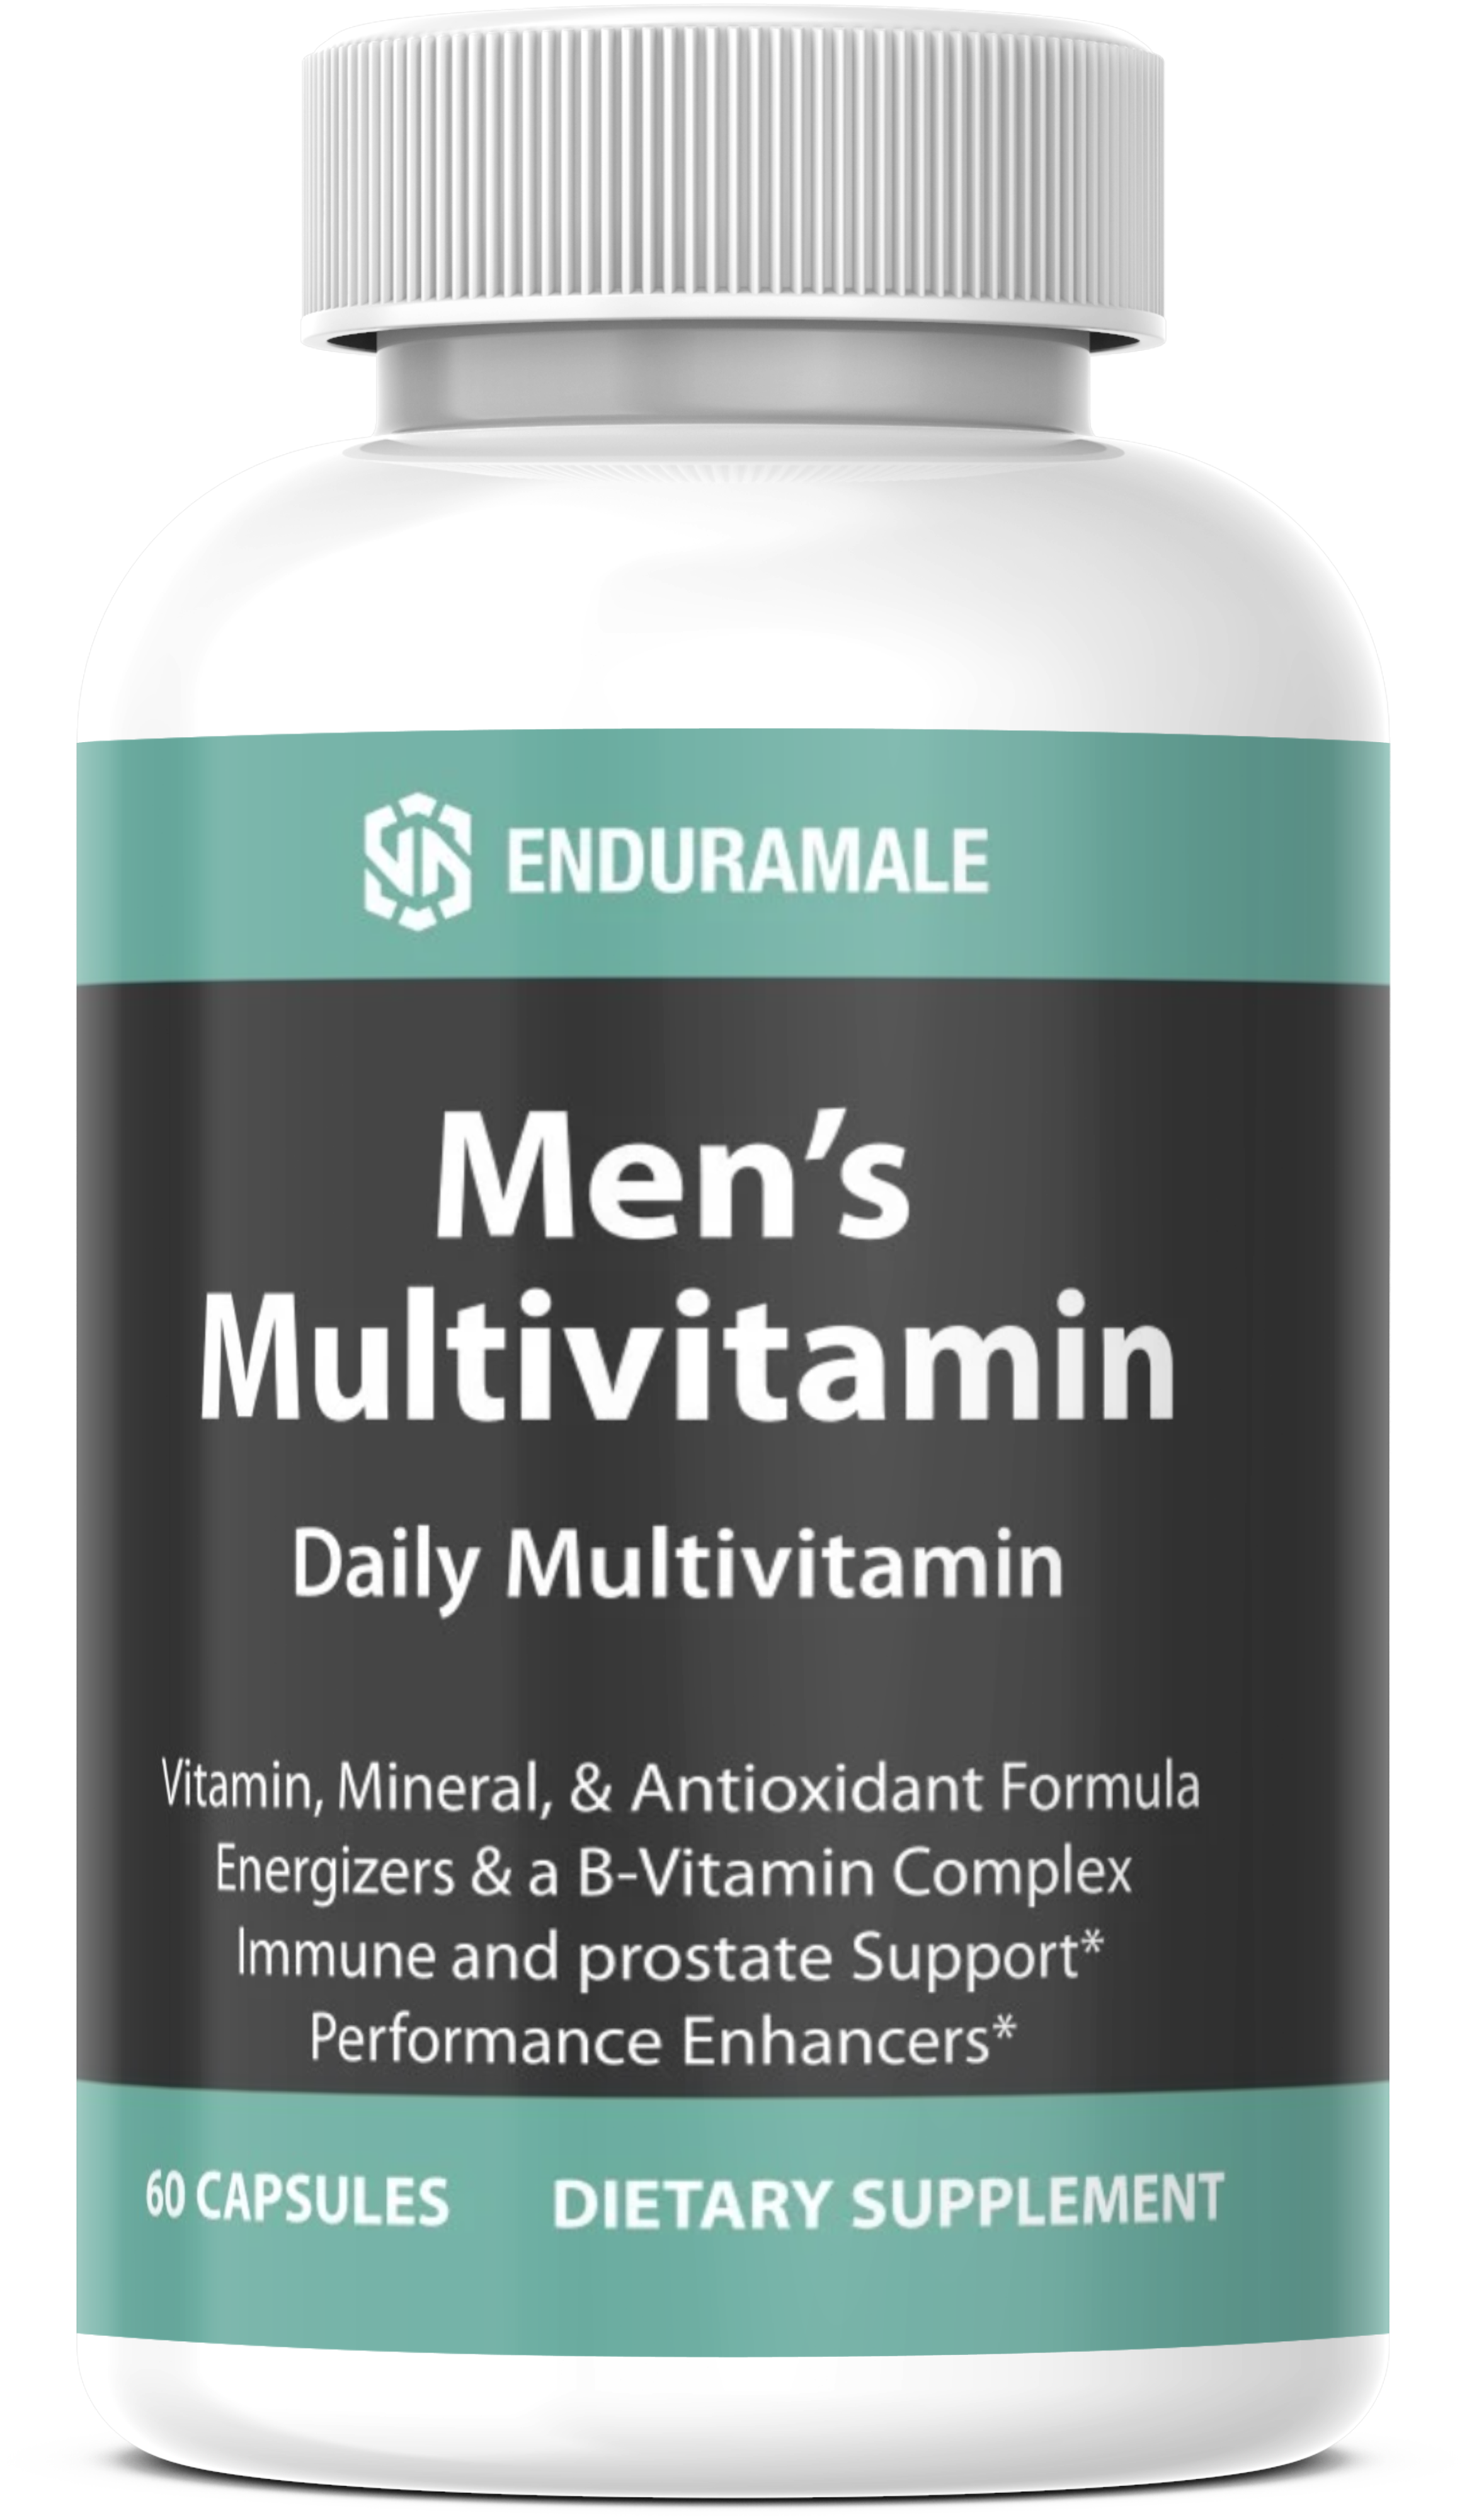 ENDURAMALE
Men’s
Multivitamin
Daily Multivitamin
Vitamin, Mineral, & Antioxidant Formula
Energizers & a B-Vitamin Complex
Immune and prostate Support*
Performance Enhancers*
60 CAPSULES DIETARY SUPPLEMENT